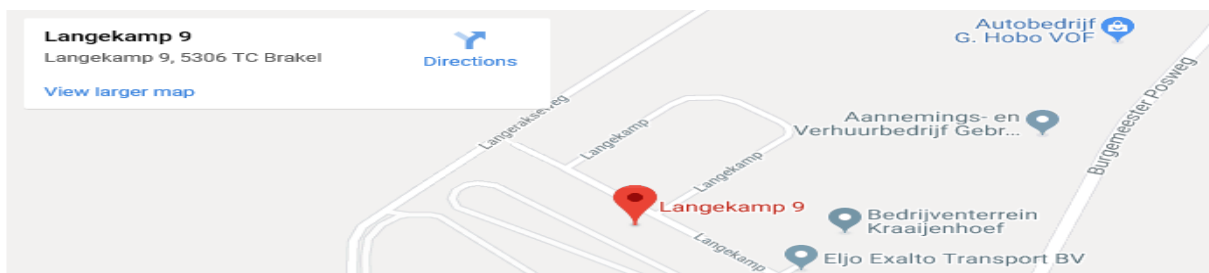 Langekamp 9
Langekamp 9, 5306 TC Brakel
View larger map
Directions
Autobedrijf
G. Hobo VOF
Langerakseweg
Langekamp
Langekamp
Aannemings- en
Verhuurbedrijf Gebr...
Burgemeester Posweg
Langekamp 9
Langekamp
Bedrijventerrein
Kraaijenhoef
Eljo Exalto Transport BV